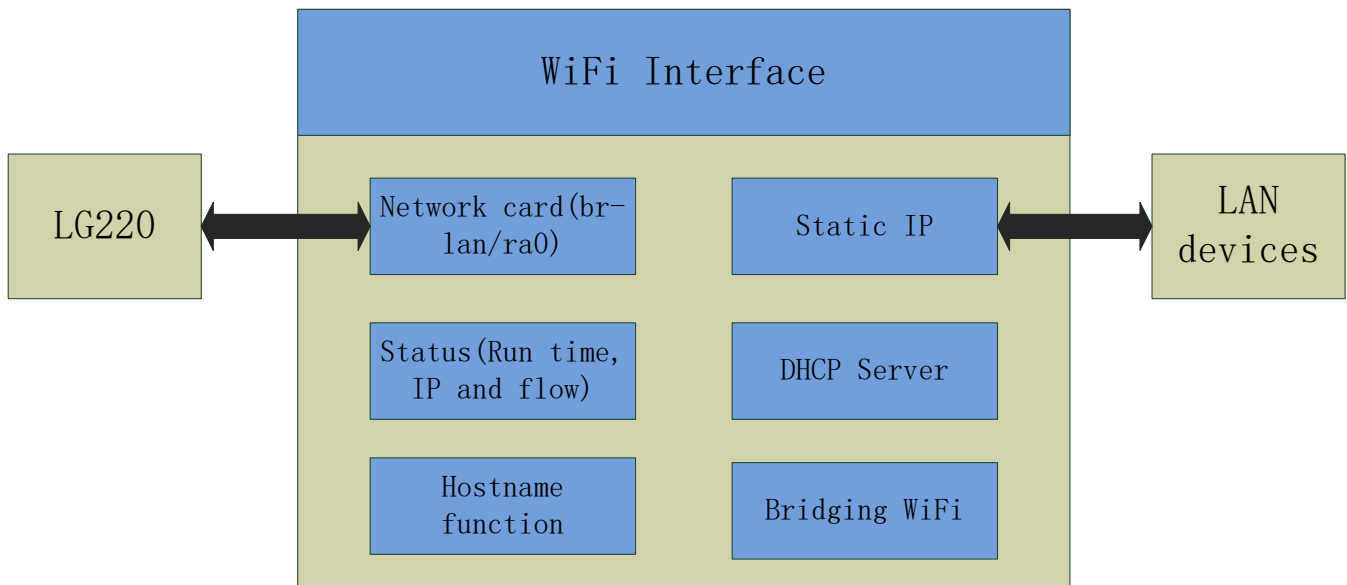 WiFi Interface
LG220
Network card(br-
lan/ra0)
Static IP
LAN
devices
Status(Run time,
IP and flow)
DHCP Server
Hostname
function
Bridging WiFi